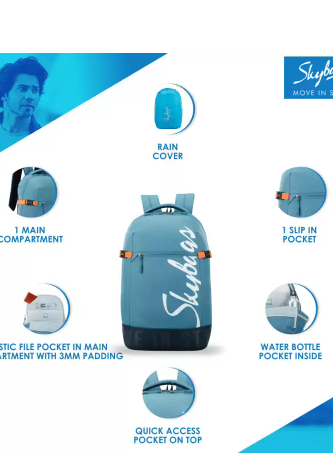 Skyb
MOVE IN S
RAIN
COVER
1 MAIN
COMPARTMENT
1 SLIP IN
POCKET
Skybags
STIC FILE POCKET IN MAIN
ARTMENT WITH 3MM PADDING
WATER BOTTLE
POCKET INSIDE
QUICK ACCESS
POCKET ON TOP